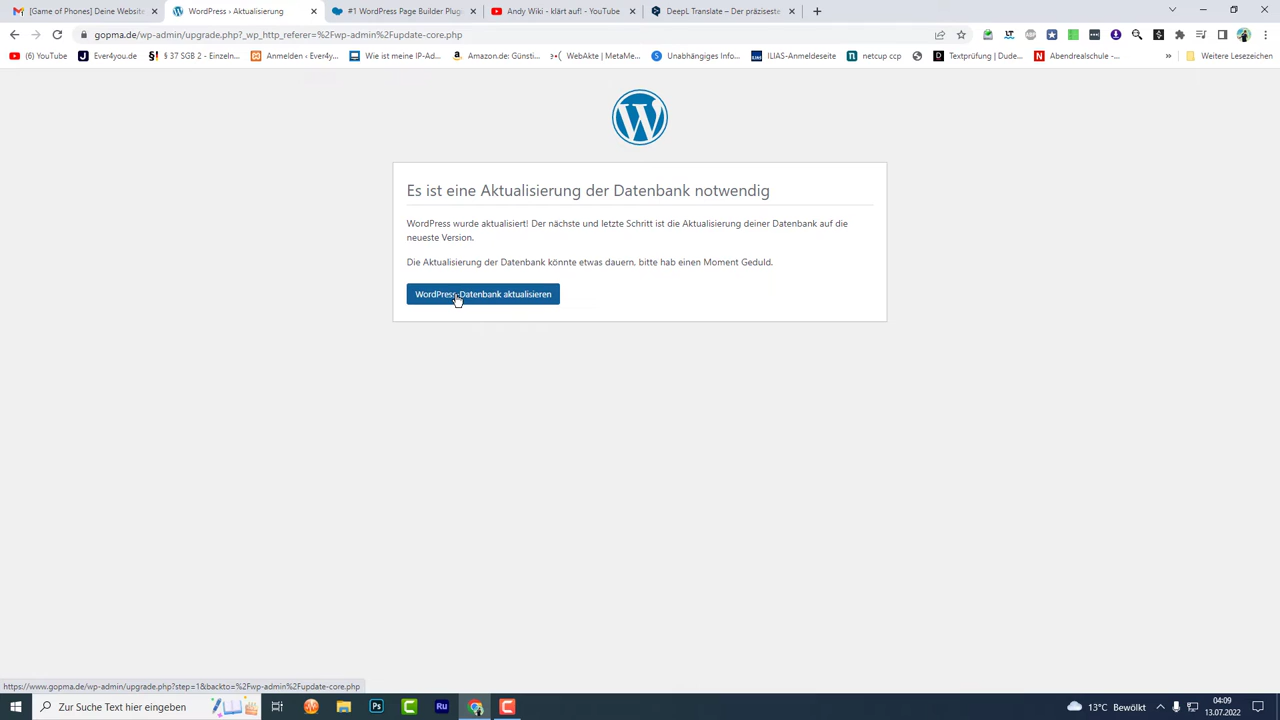 [Game of Phones] Deine Website
WordPress › Aktualisierung
#1 WordPress Page Builder Plug
Andy Wiki - klärt auf! - YouTube
DeepL Translate – Der präziseste
gopma.de/wp-admin/upgrade.php?_wp_http_referer=%2Fwp-admin%2Fupdate-core.php
(6) YouTube
Ever4you.de
§ 37 SGB 2 - Einzeln...
Anmelden ‹ Ever4y...
Wie ist meine IP-Ad...
Amazon.de: Günsti...
WebAkte | MetaMe...
Unabhängiges Info...
ILIAS-Anmeldeseite
netcup ccp
Textprüfung | Dude...
Abendrealschule -...
»
Weitere Lesezeichen
Es ist eine Aktualisierung der Datenbank notwendig
WordPress wurde aktualisiert! Der nächste und letzte Schritt ist die Aktualisierung deiner Datenbank auf die
neueste Version.
Die Aktualisierung der Datenbank könnte etwas dauern, bitte hab einen Moment Geduld.
WordPress-Datenbank aktualisieren
https://www.gopma.de/wp-admin/upgrade.php?step=1&backto=%2Fwp-admin%2Fupdate-core.php
Zur Suche Text hier eingeben
Ps
Ru
13°C Bewölkt
04:09
13.07.2022